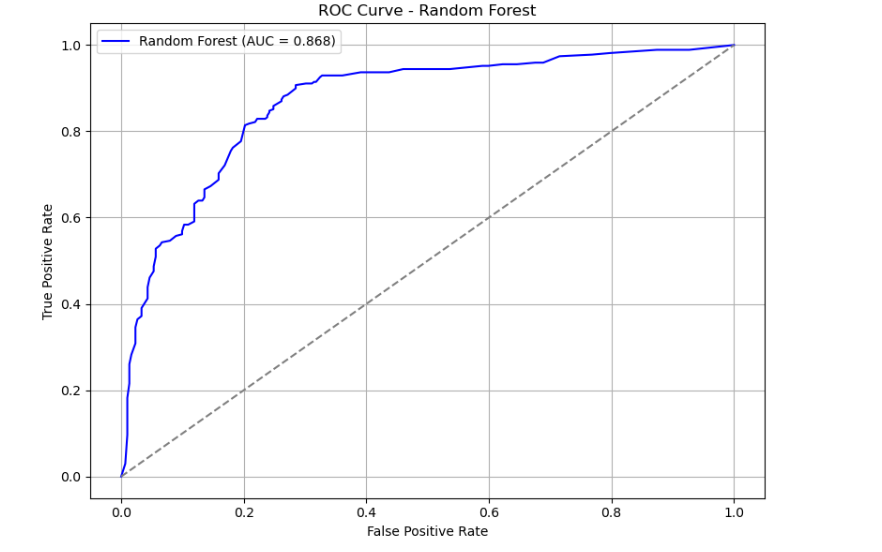 ROC Curve - Random Forest
Random Forest (AUC = 0.868)
1.0
0.8
0.6
0.4
0.2
0.0
True Positive Rate
0.0 0.2 0.4 0.6 0.8 1.0
False Positive Rate